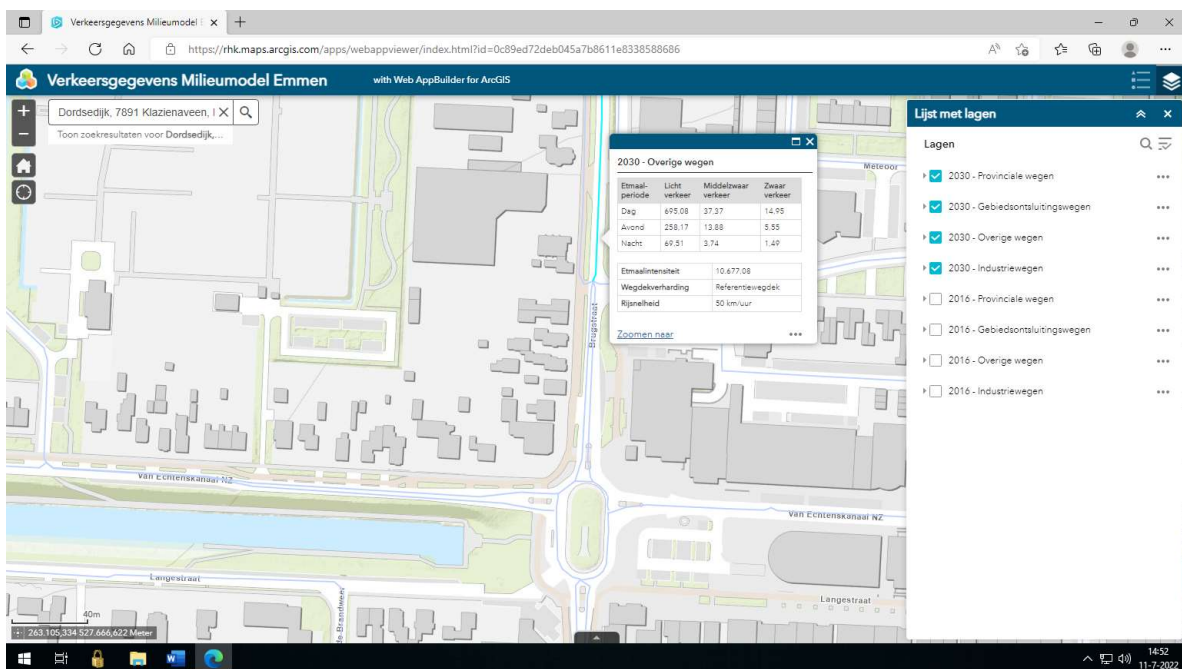 Verkeersgegevens Milieumodel E
https://rhk.maps.arcgis.com/apps/webappviewer/index.html?id=0c89ed72deb045a7b8611e8338588686
Verkeersgegevens Milieumodel Emmen
with Web AppBuilder for ArcGIS
Dordsedijk, 7891 Klazienaveen,
Toon zoekresultaten voor Dordsedijk,...
Lijst met lagen
Lagen
2030 - Provinciale wegen
2030 - Gebiedsontsluitingswegen
2030 - Overige wegen
2030 - Industriewegen
2016 - Provinciale wegen
2016 - Gebiedsontsluitingswegen
2016 - Overige wegen
2016 - Industriewegen
2030 - Overige wegen
Etmaal-periode Licht verkeer Middelzwaar verkeer Zwaar verkeer
Dag 695,08 37,37 14,95
Avond 258,17 13,88 5,55
Nacht 69,51 3,74 1,49
Etmaalintensiteit 10.677,08
Wegdekverharding Referentiewegdek
Rijsnelheid 50 km/uur
Zoomen naar
Meteoor
Brugstraat
Van Echtenskanaal NZ
Van Echtenskanaal NZ
Langestraat
Langestraat
40m
263.105,334 527.666,622 Meter
14:52
11-7-2022